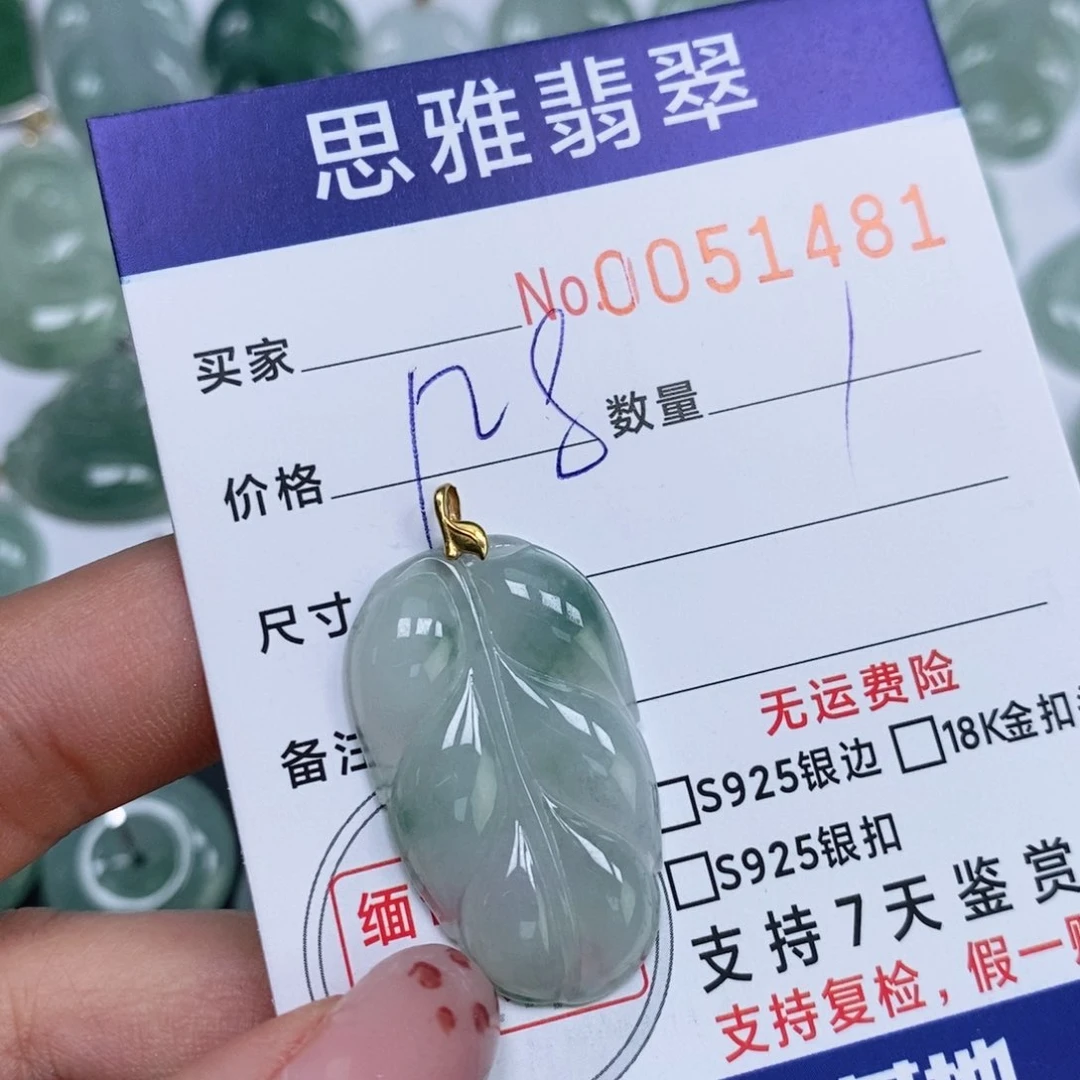 思雅翡翠
No.0051481
买家
价格 128 数量 1
尺寸
备注
无运费险
S925银边 18K金扣
S925银扣
缅
支持7天鉴赏
支持复检，假一